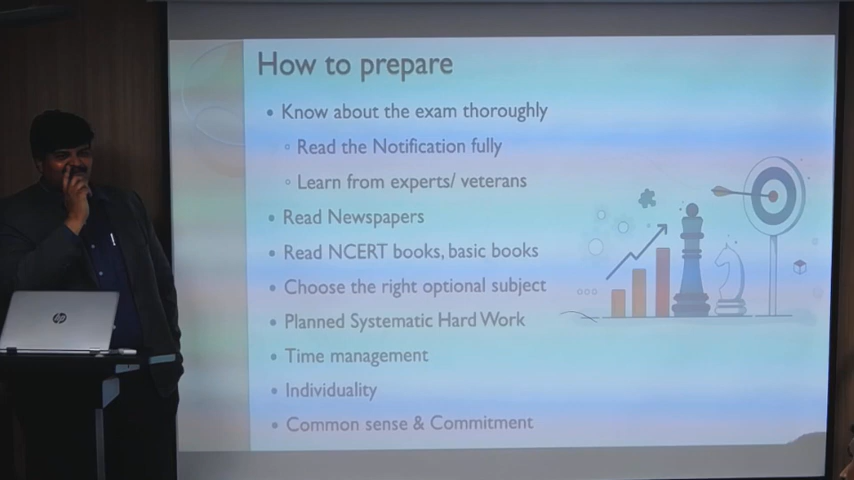 How to prepare
• Know about the exam thoroughly
◦ Read the Notification fully
◦ Learn from experts/ veterans
• Read Newspapers
• Read NCERT books, basic books
• Choose the right optional subject
• Planned Systematic Hard Work
• Time management
• Individuality
• Common sense & Commitment
hp